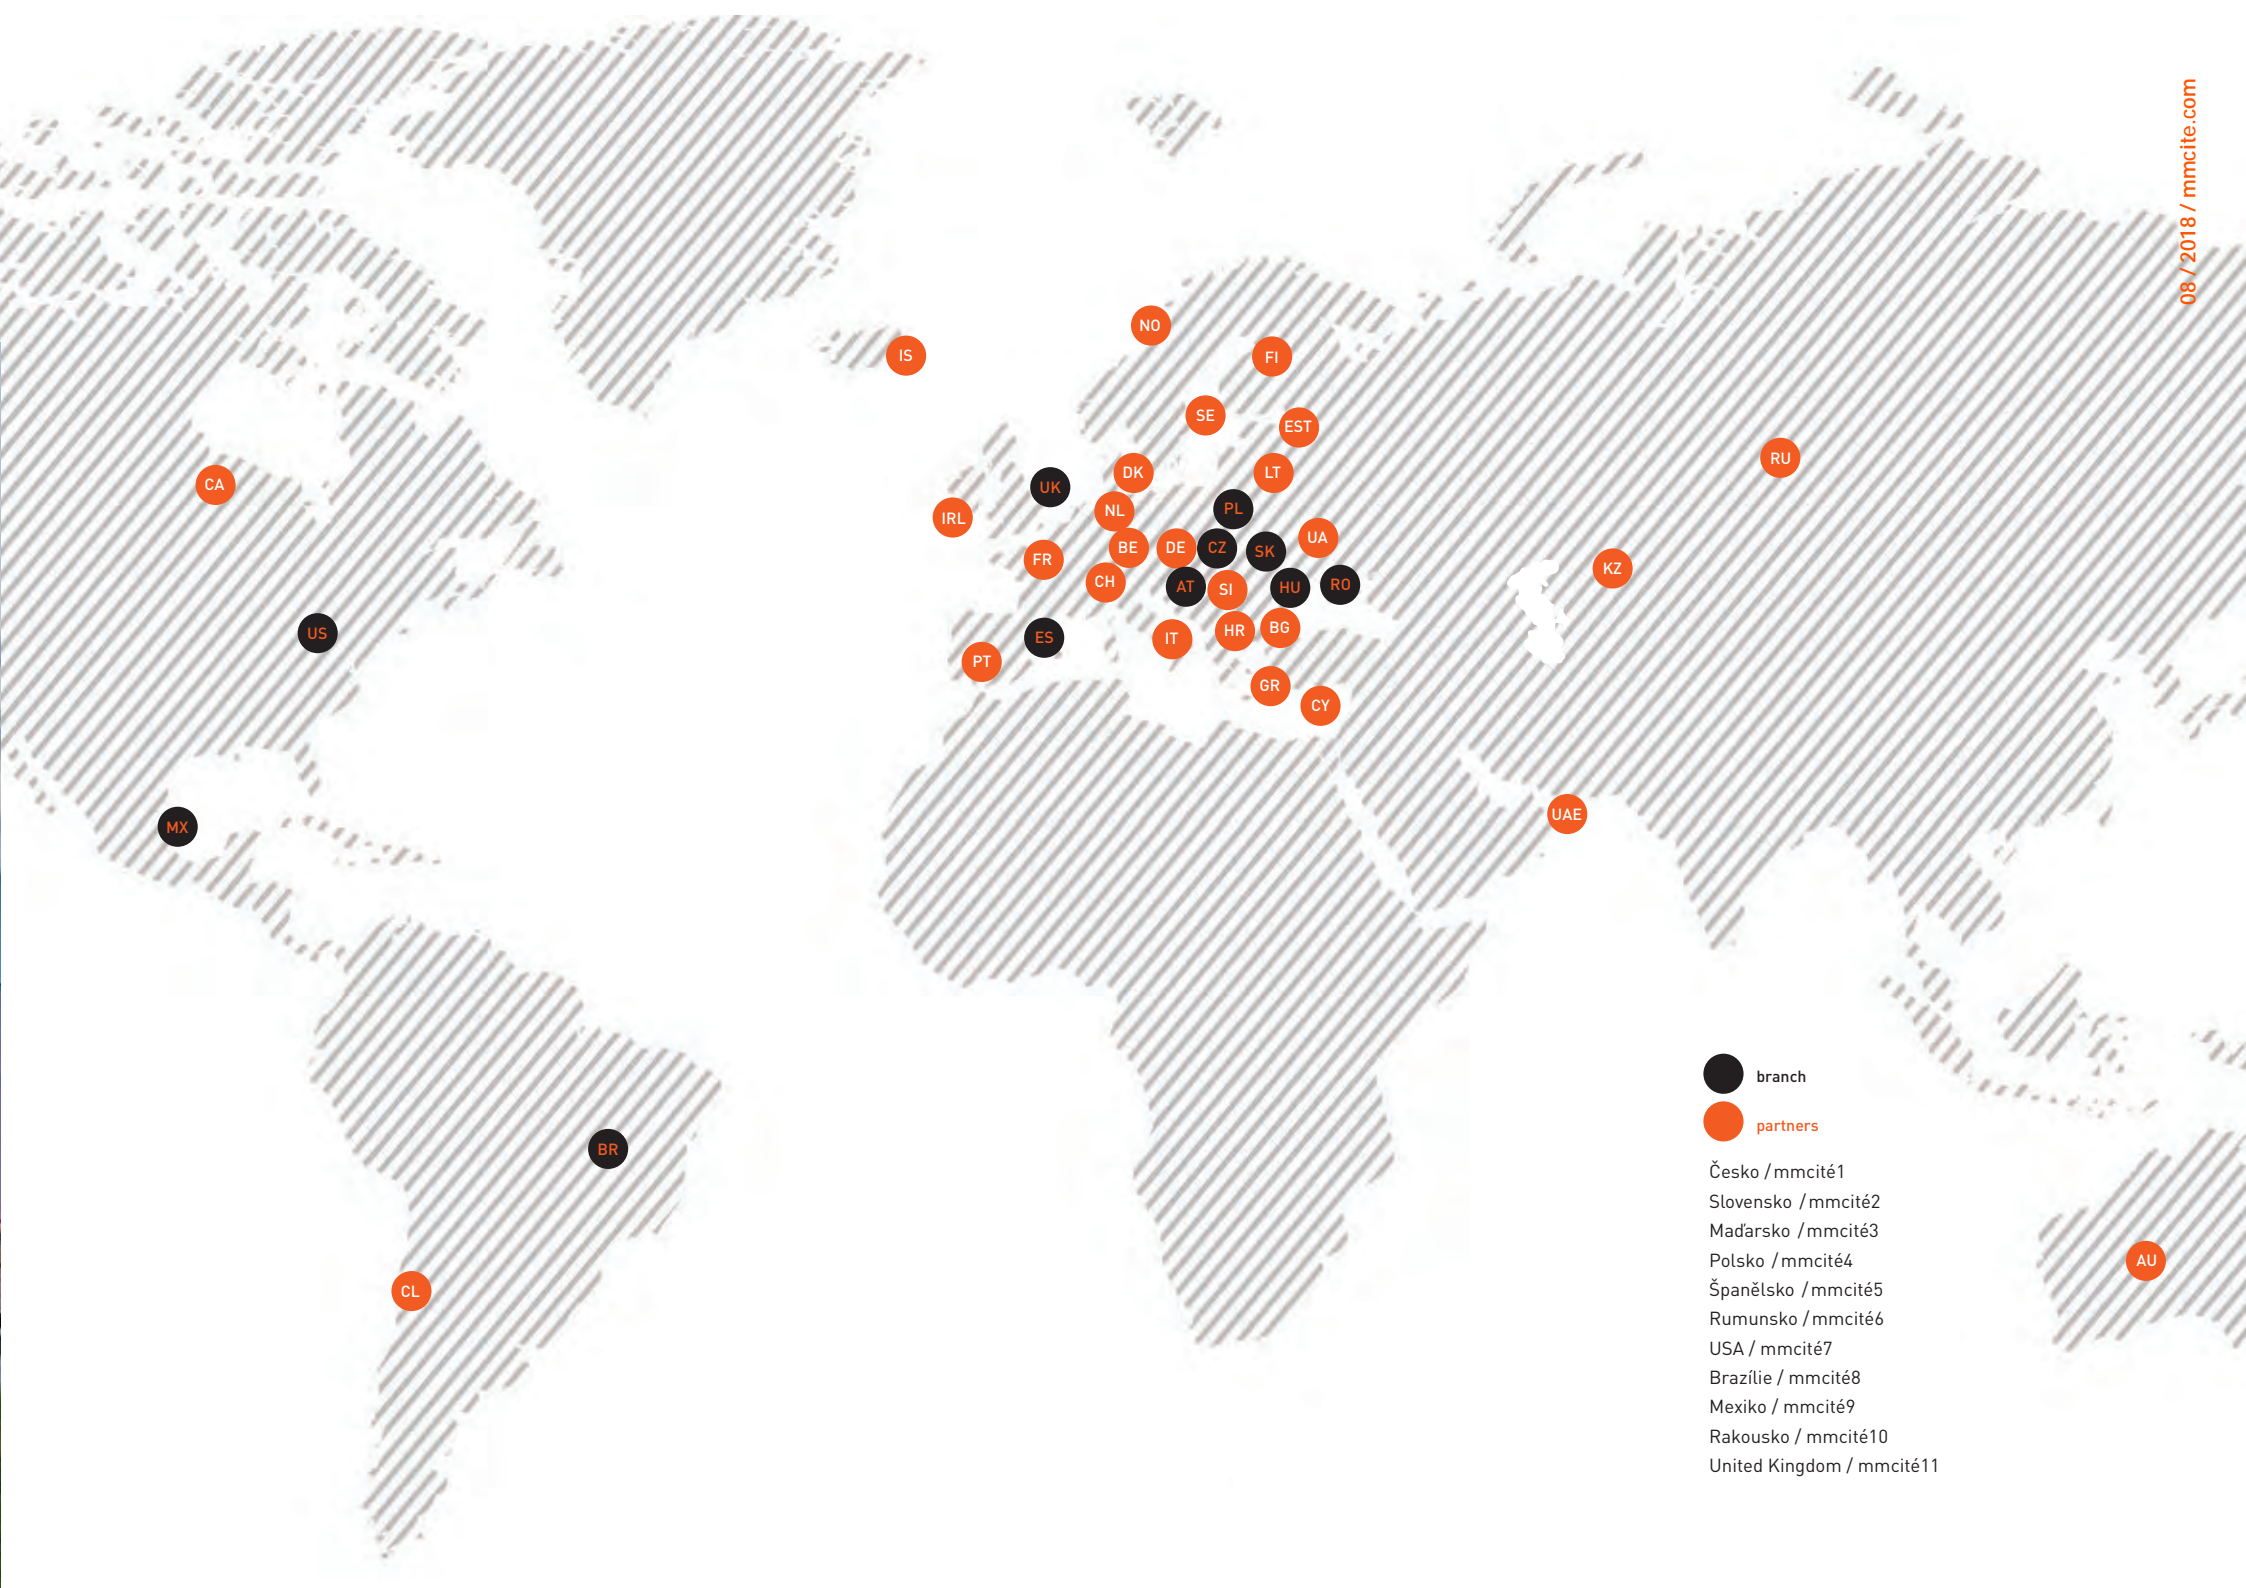 08 / 2018 / mmcite.com
NO
IS
FI
SE
EST
DK
LT
RU
CA
UK
PL
NL
IRL
UA
BE
DE
CZ
SK
FR
KZ
CH
AT
SI
HU
RO
US
ES
IT
HR
BG
PT
GR
CY
UAE
MX
branch
partners
BR
Česko / mmcité1
Slovensko / mmcité2
Maďarsko / mmcité3
Polsko / mmcité4
Španělsko / mmcité5
Rumunsko / mmcité6
USA / mmcité7
Brazílie / mmcité8
Mexiko / mmcité9
Rakousko / mmcité10
United Kingdom / mmcité11
AU
CL